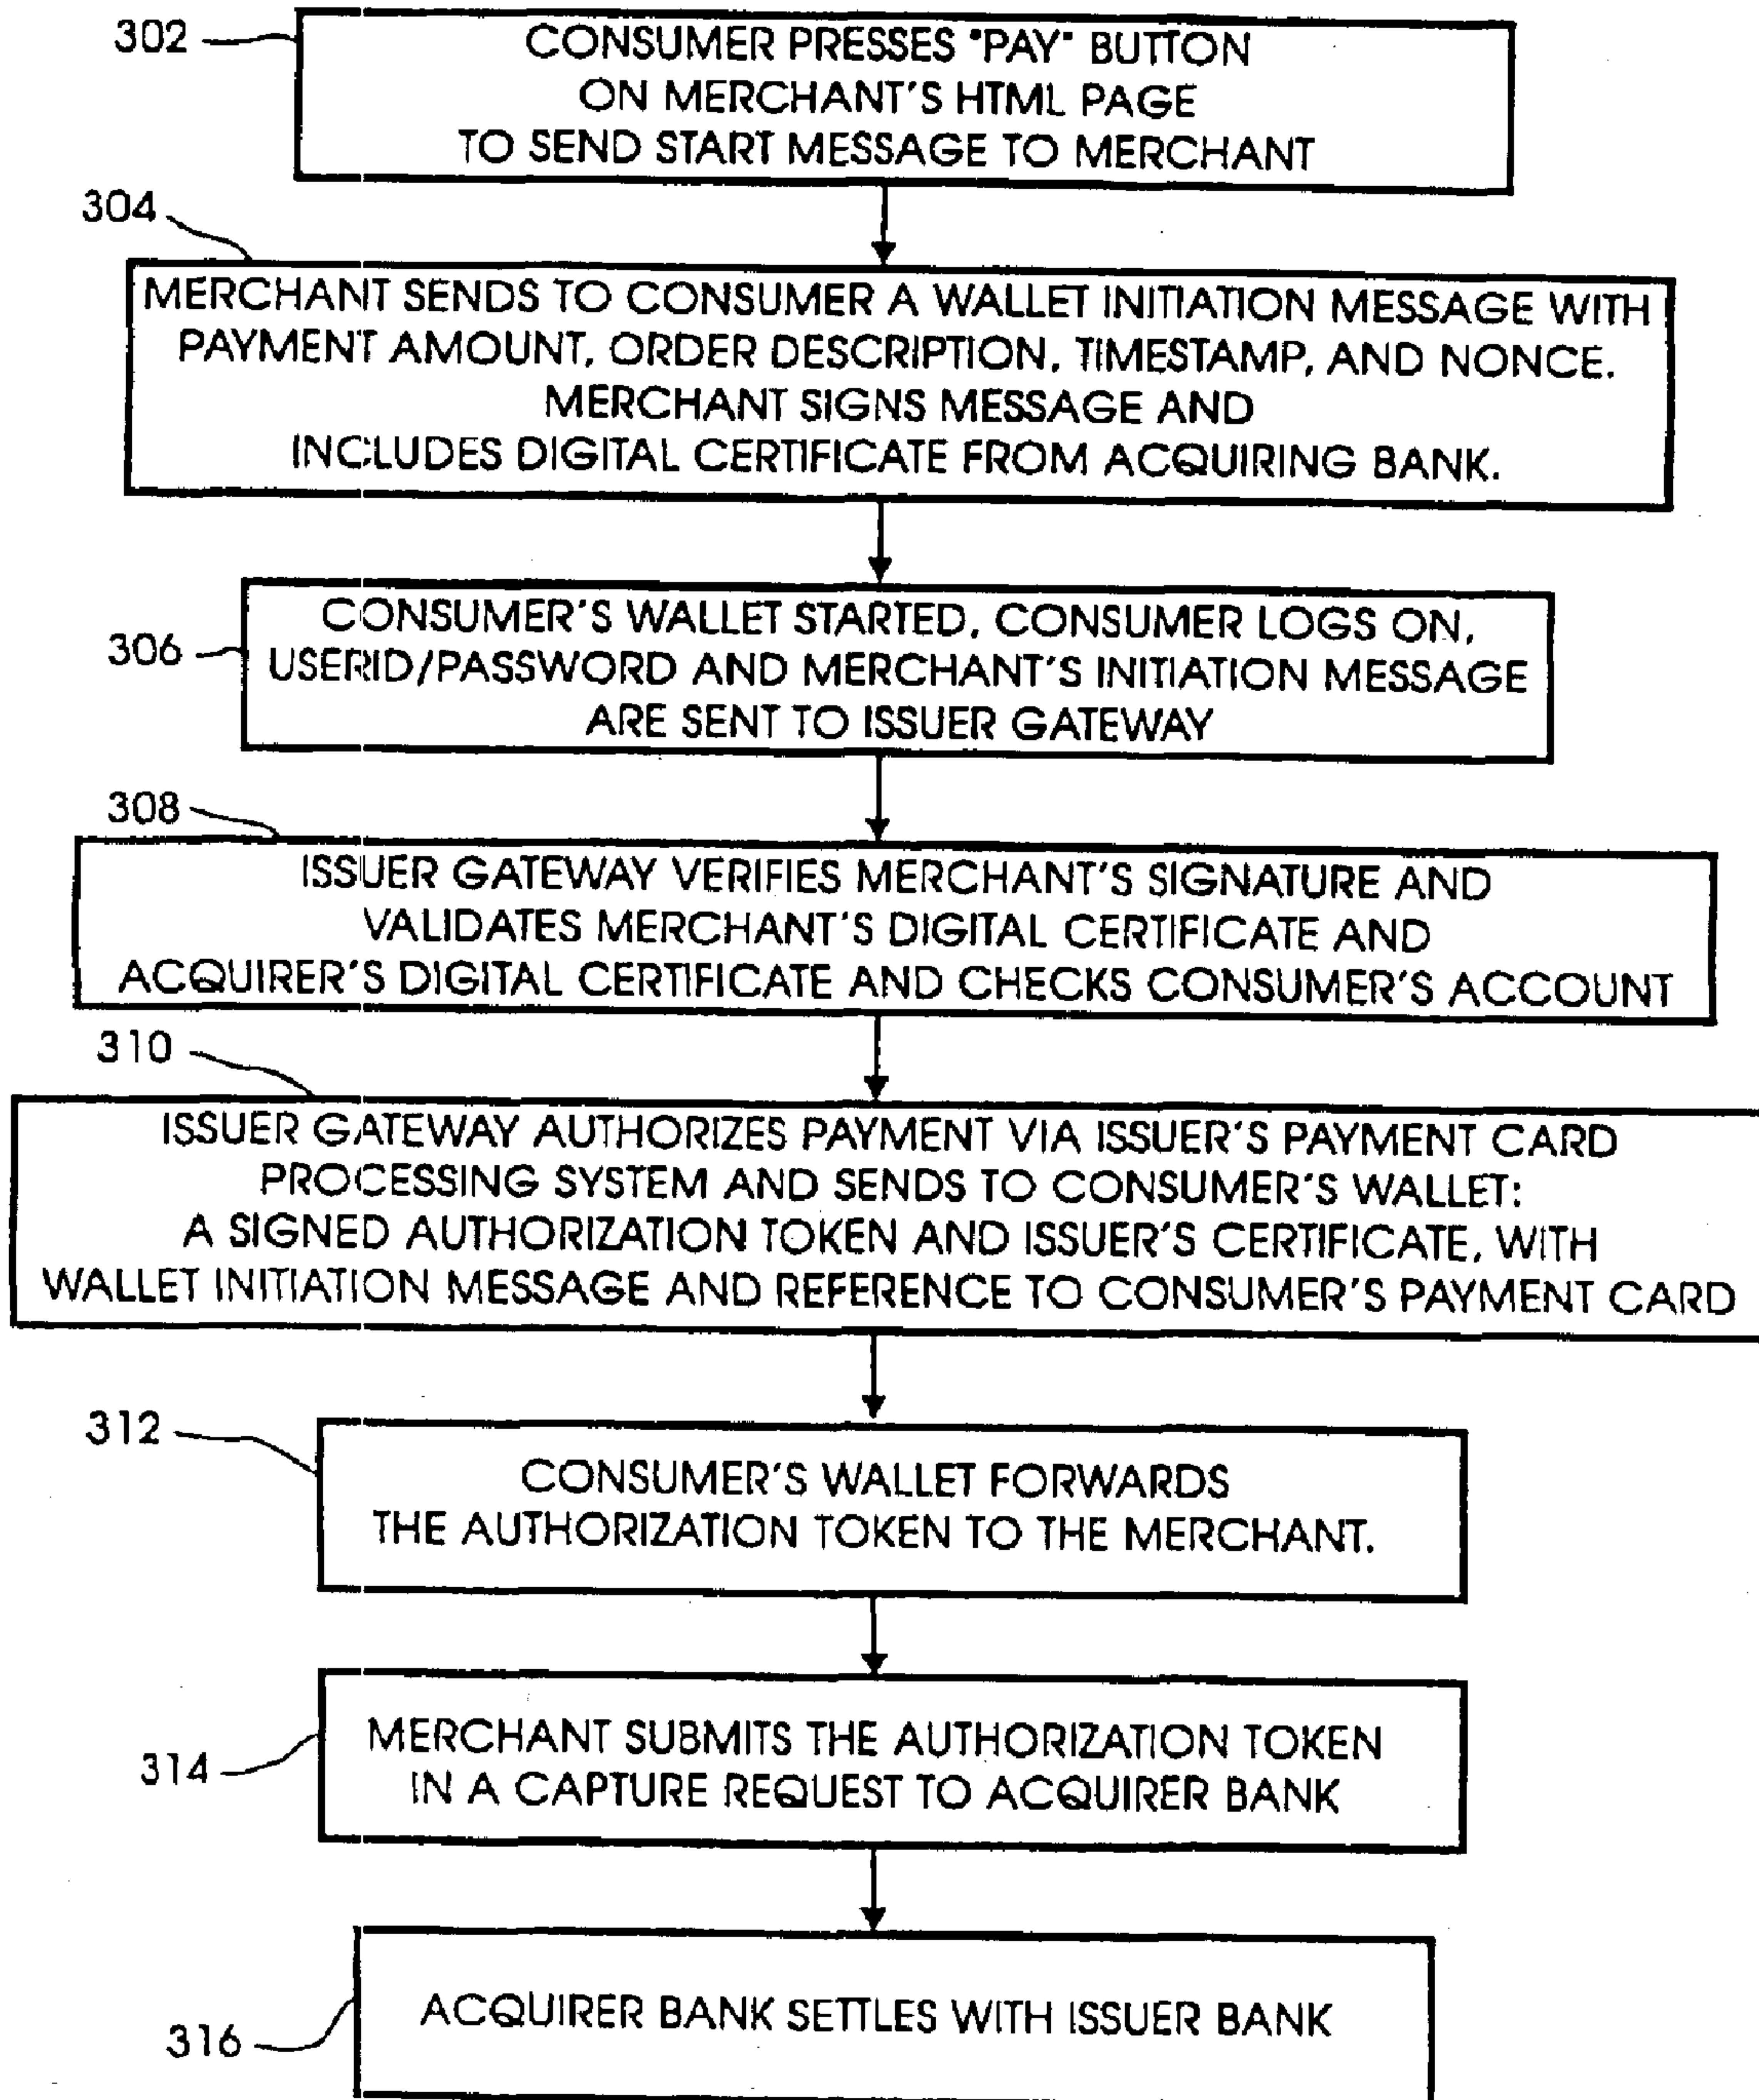 302
CONSUMER PRESSES "PAY" BUTTON
ON MERCHANT'S HTML PAGE
TO SEND START MESSAGE TO MERCHANT
304
MERCHANT SENDS TO CONSUMER A WALLET INITIATION MESSAGE WITH
PAYMENT AMOUNT, ORDER DESCRIPTION, TIMESTAMP, AND NONCE.
MERCHANT SIGNS MESSAGE AND
INCLUDES DIGITAL CERTIFICATE FROM ACQUIRING BANK.
306
CONSUMER'S WALLET STARTED, CONSUMER LOGS ON,
USERID/PASSWORD AND MERCHANT'S INITIATION MESSAGE
ARE SENT TO ISSUER GATEWAY
308
ISSUER GATEWAY VERIFIES MERCHANT'S SIGNATURE AND
VALIDATES MERCHANT'S DIGITAL CERTIFICATE AND
ACQUIRER'S DIGITAL CERTIFICATE AND CHECKS CONSUMER'S ACCOUNT
310
ISSUER GATEWAY AUTHORIZES PAYMENT VIA ISSUER'S PAYMENT CARD
PROCESSING SYSTEM AND SENDS TO CONSUMER'S WALLET:
A SIGNED AUTHORIZATION TOKEN AND ISSUER'S CERTIFICATE, WITH
WALLET INITIATION MESSAGE AND REFERENCE TO CONSUMER'S PAYMENT CARD
312
CONSUMER'S WALLET FORWARDS
THE AUTHORIZATION TOKEN TO THE MERCHANT.
314
MERCHANT SUBMITS THE AUTHORIZATION TOKEN
IN A CAPTURE REQUEST TO ACQUIRER BANK
316
ACQUIRER BANK SETTLES WITH ISSUER BANK